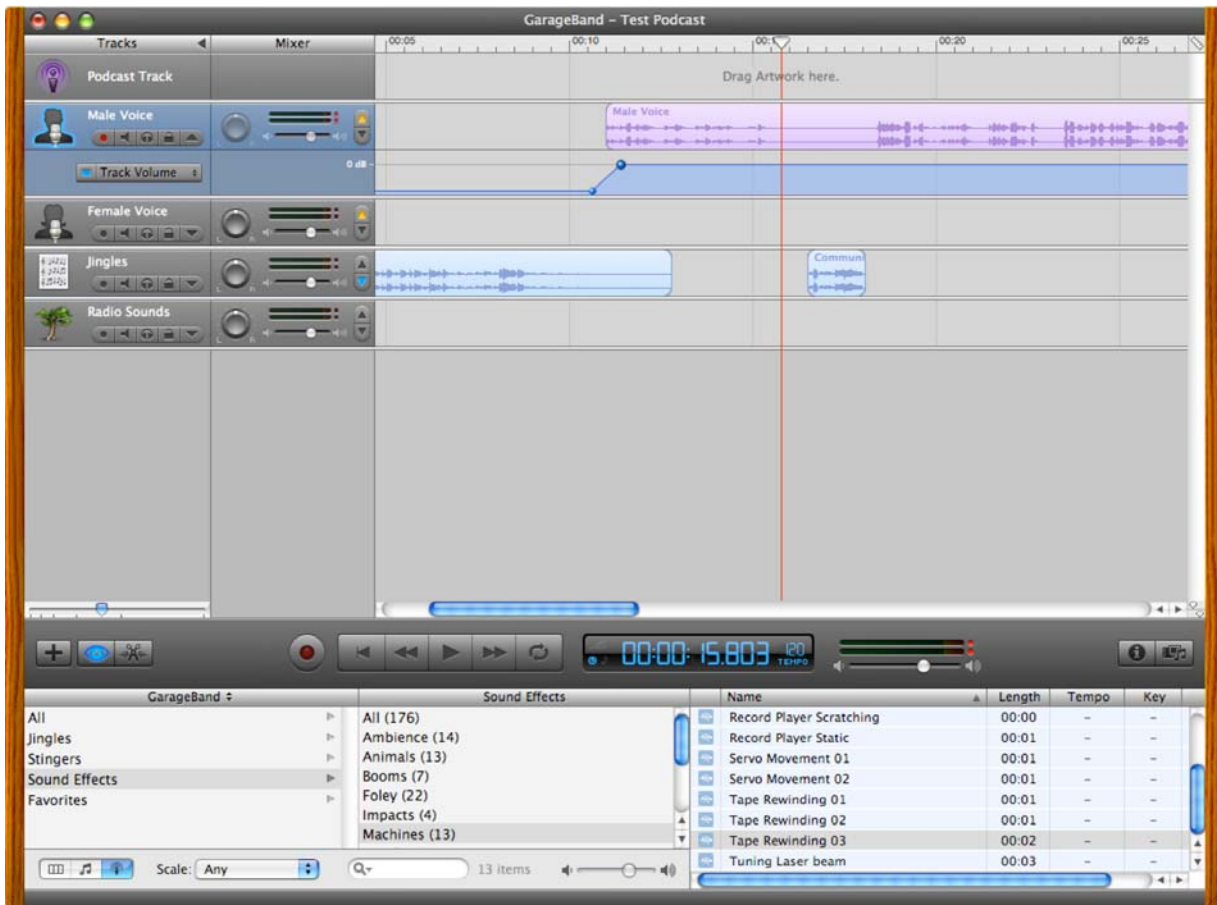 GarageBand – Test Podcast
Tracks Mixer 00:05 00:10 00:20 00:25
Podcast Track Drag Artwork here.
Male Voice Male Voice
Track Volume 0 dB
Female Voice
Jingles Commun
Radio Sounds
00:00:15.803 120
TEMPO
GarageBand Sound Effects Name Length Tempo Key
All All (176) Record Player Scratching 00:00 – –
Jingles Ambience (14) Record Player Static 00:01 – –
Stingers Animals (13) Servo Movement 01 00:01 – –
Sound Effects Booms (7) Servo Movement 02 00:01 – –
Favorites Foley (22) Tape Rewinding 01 00:01 – –
Impacts (4) Tape Rewinding 02 00:01 – –
Machines (13) Tape Rewinding 03 00:02 – –
Scale: Any 13 items Tuning Laser beam 00:03 – –